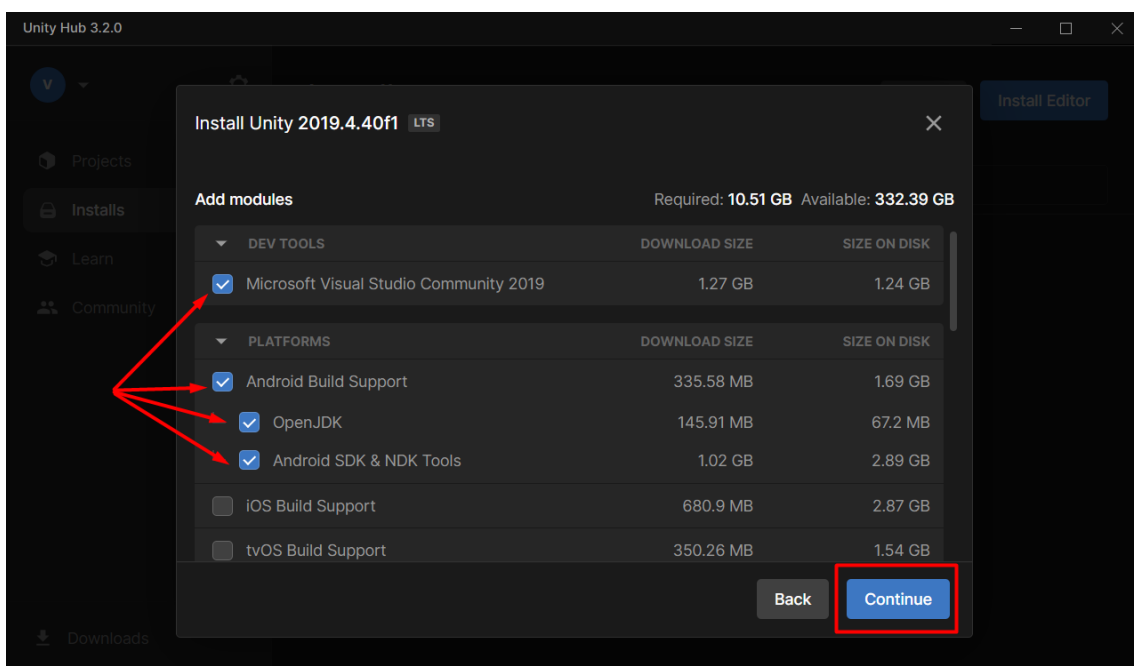 Unity Hub 3.2.0
V
Install Editor
Install Unity 2019.4.40f1 LTS
Projects
Installs
Learn
Community
Downloads
Add modules Required: 10.51 GB Available: 332.39 GB
DEV TOOLS DOWNLOAD SIZE SIZE ON DISK
Microsoft Visual Studio Community 2019 1.27 GB 1.24 GB
PLATFORMS DOWNLOAD SIZE SIZE ON DISK
Android Build Support 335.58 MB 1.69 GB
OpenJDK 145.91 MB 67.2 MB
Android SDK & NDK Tools 1.02 GB 2.89 GB
iOS Build Support 680.9 MB 2.87 GB
tvOS Build Support 350.26 MB 1.54 GB
Back Continue